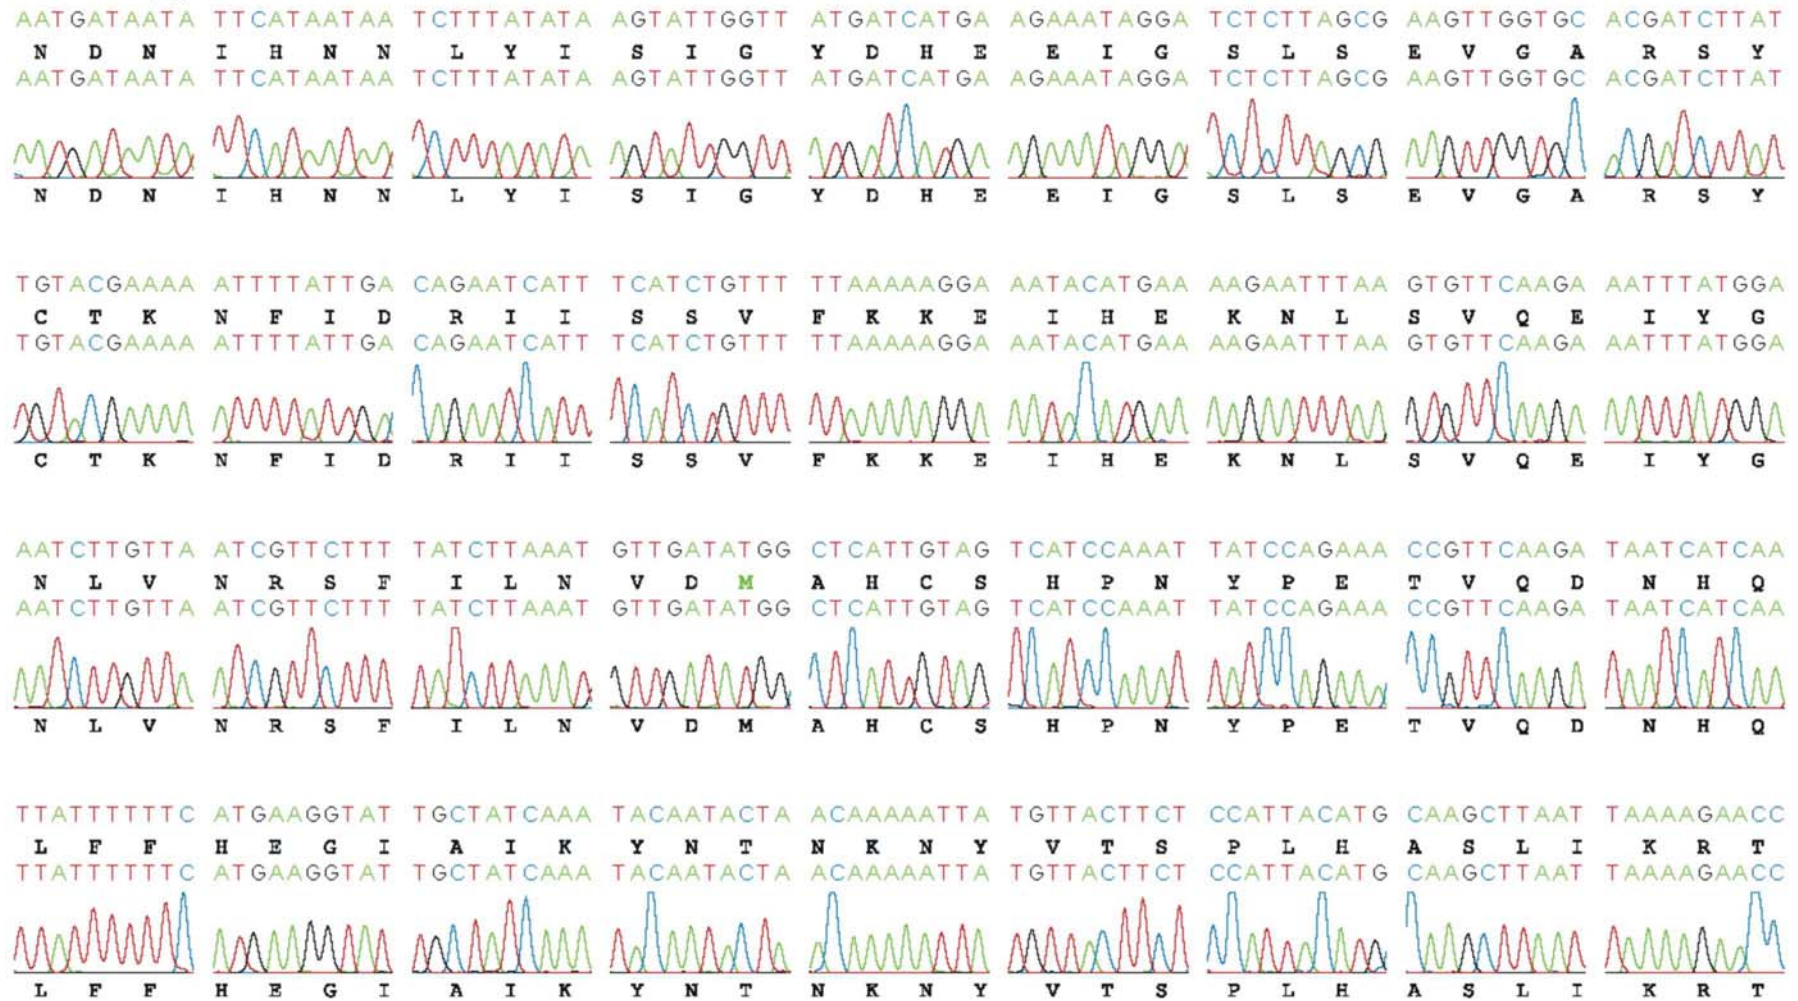 AATGATAATA TTCATAATAA TCTTTATATA AGTATTGGTT ATGATCATGA AGAAATAGGA TCTCTTAGCG AAGTTGGTGC ACGATCTTAT
N D N I H N N L Y I S I G Y D H E E I G S L S E V G A R S Y
AATGATAATA TTCATAATAA TCTTTATATA AGTATTGGTT ATGATCATGA AGAAATAGGA TCTCTTAGCG AAGTTGGTGC ACGATCTTAT
N D N I H N N L Y I S I G Y D H E E I G S L S E V G A R S Y
TGTACGAAAA ATTTTATTGA CAGAATCATT TCATCTGTTT TTAAAAAGGA AATACATGAA AAGAATTTAA GTGTTCAAGA AATTTATGGA
C T K N F I D R I I S S V F K K E I H E K N L S V Q E I Y G
TGTACGAAAA ATTTTATTGA CAGAATCATT TCATCTGTTT TTAAAAAGGA AATACATGAA AAGAATTTAA GTGTTCAAGA AATTTATGGA
C T K N F I D R I I S S V F K K E I H E K N L S V Q E I Y G
AATCTTGTTA ATCGTTCTTT TATCTTAAAT GTTGATATGG CTCATTGTAG TCATCCAAAT TATCCAGAAA CCGTTCAAGA TAATCATCAA
N L V N R S F I L N V D M A H C S H P N Y P E T V Q D N H Q
AATCTTGTTA ATCGTTCTTT TATCTTAAAT GTTGATATGG CTCATTGTAG TCATCCAAAT TATCCAGAAA CCGTTCAAGA TAATCATCAA
N L V N R S F I L N V D M A H C S H P N Y P E T V Q D N H Q
TTATTTTTTC ATGAAGGTAT TGCTATCAAA TACAATACTA ACAAAAATTA TGTTACTTCT CCATTACATG CAAGCTTAAT TAAAAGAACC
L F F H E G I A I K Y N T N K N Y V T S P L H A S L I K R T
TTATTTTTTC ATGAAGGTAT TGCTATCAAA TACAATACTA ACAAAAATTA TGTTACTTCT CCATTACATG CAAGCTTAAT TAAAAGAACC
L F F H E G I A I K Y N T N K N Y V T S P L H A S L I K R T